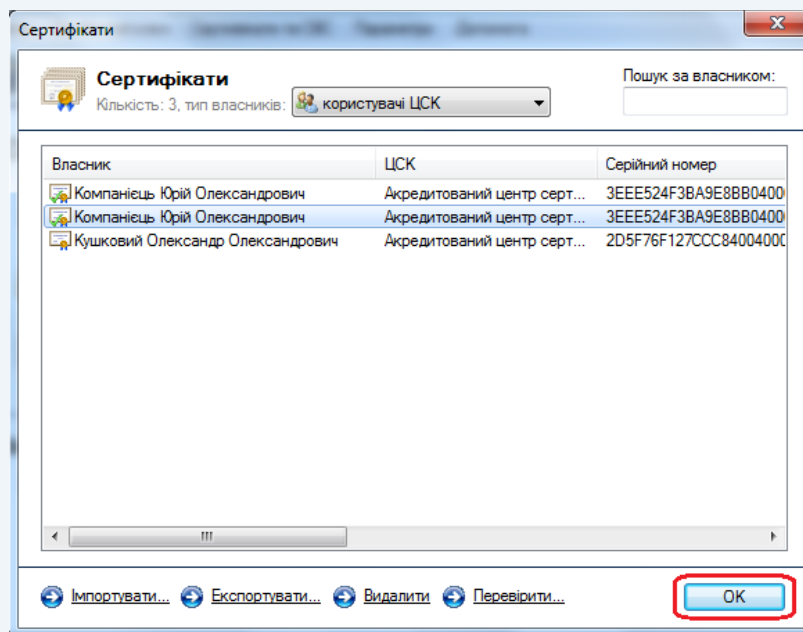 Сертифікати
Сертифікати
Кількість: 3, тип власників: користувачі ЦСК
Пошук за власником:
Власник ЦСК Серійний номер
Компанієць Юрій Олександрович Акредитований центр серт... 3EEE524F3BA9E8BB0400
Компанієць Юрій Олександрович Акредитований центр серт... 3EEE524F3BA9E8BB0400
Кушковий Олександр Олександрович Акредитований центр серт... 2D5F76F127CCC84004000
Імпортувати... Експортувати... Видалити Перевірити... OK